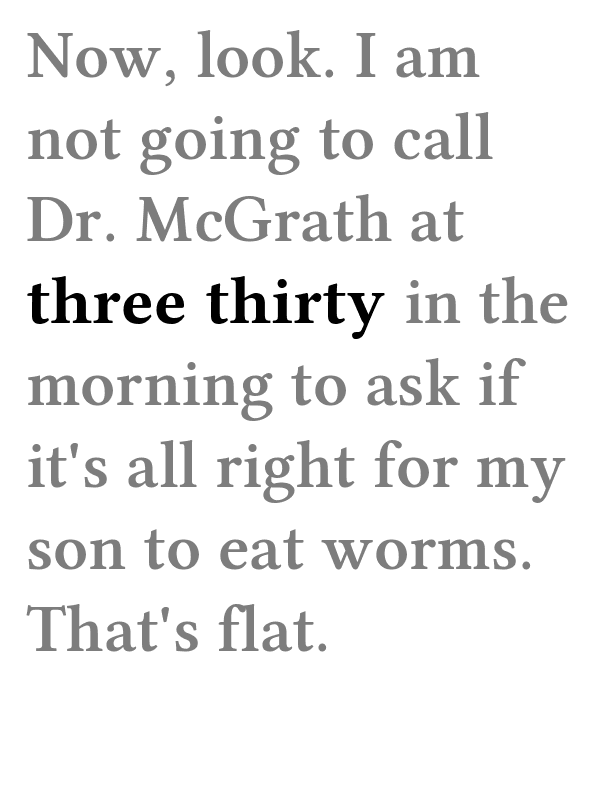 Now, look. I am
not going to call
Dr. McGrath at
three thirty in the
morning to ask if
it's all right for my
son to eat worms.
That's flat.